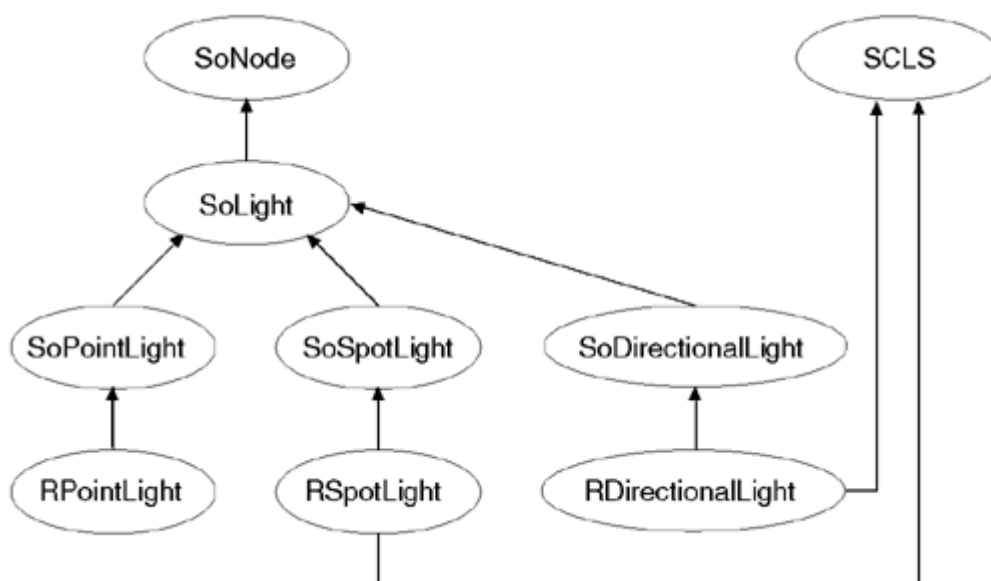 SoNode
SCLS
SoLight
SoPointLight
SoSpotLight
SoDirectionalLight
RPointLight
RSpotLight
RDirectionalLight